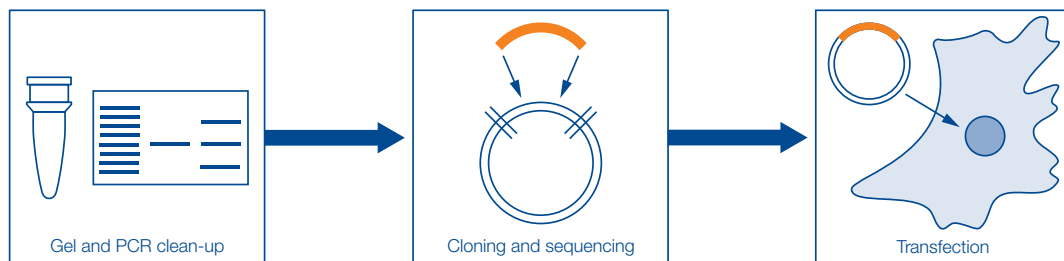 Gel and PCR clean-up
Cloning and sequencing
Transfection